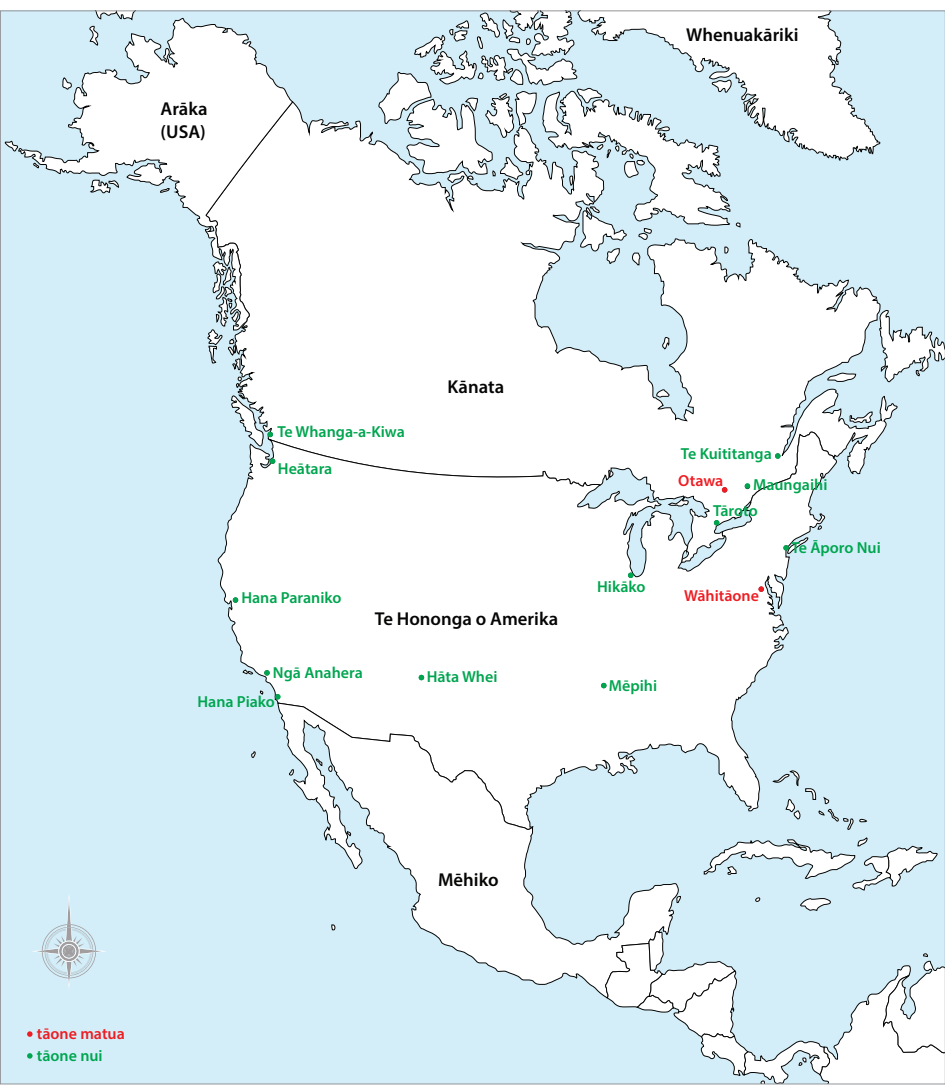 Whenuakāriki
Arāka
(USA)
Kānata
Te Whanga-a-Kiwa
Heātara
Te Kuititanga
Otawa
Maungaihi
Tāroto
Te Āporo Nui
Hikāko
Wāhitāone
Hana Paraniko
Te Hononga o Amerika
Ngā Anahera
Hāta Whei
Mēpihi
Hana Piako
Mēhiko
• tāone matua
• tāone nui